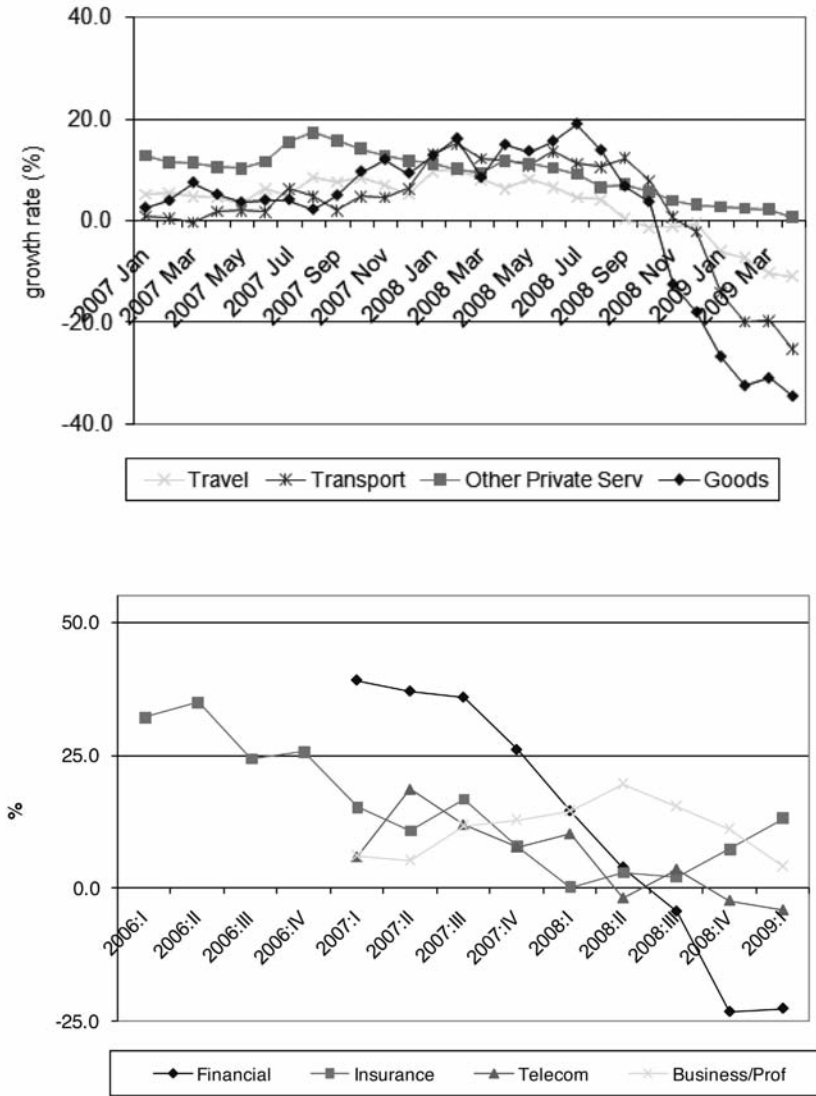 40.0
20.0
0.0
-20.0
-40.0
growth rate (%)
2007 Jan
2007 Mar
2007 May
2007 Jul
2007 Sep
2007 Nov
2008 Jan
2008 Mar
2008 May
2008 Jul
2008 Sep
2008 Nov
2009 Jan
2009 Mar
Travel Transport Other Private Serv Goods
50.0
25.0
0.0
-25.0
%
2006:I
2006:II
2006:III
2006:IV
2007:I
2007:II
2007:III
2007:IV
2008:I
2008:II
2008:III
2008:IV
2009:II
Financial Insurance Telecom Business/Prof